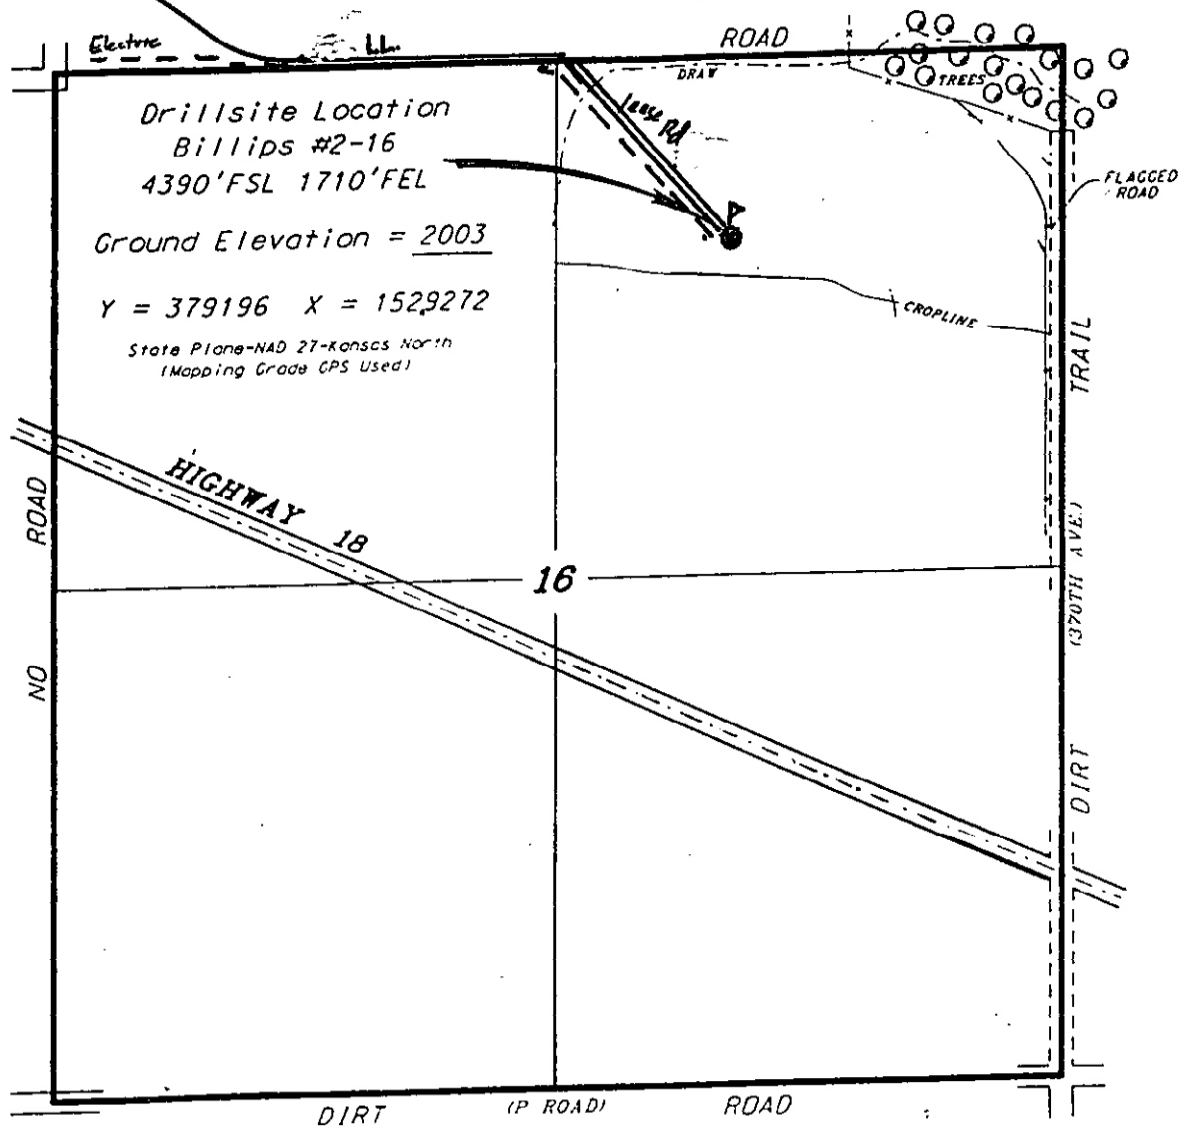 Electric
ROAD
DRAW
TREES
Lease Rd
Drillsite Location
Billips #2-16
4390'FSL 1710'FEL
FLAGGED
ROAD
Ground Elevation = 2003
Y = 379196 X = 1529272
State Plane-NAD 27-Kansas North
(Mapping Grade GPS Used)
CROPLINE
TRAIL
HIGHWAY 18
NO ROAD
16
(370TH AVE.)
DIRT
DIRT (P ROAD) ROAD